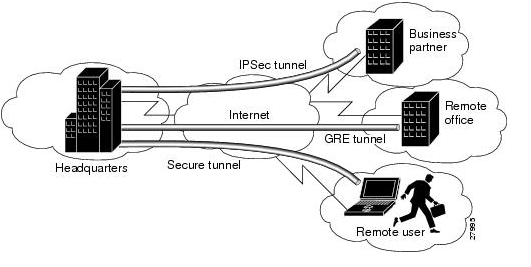 Business
partner
IPSec tunnel
Internet
Remote
office
GRE tunnel
Headquarters
Secure tunnel
Remote user
27995